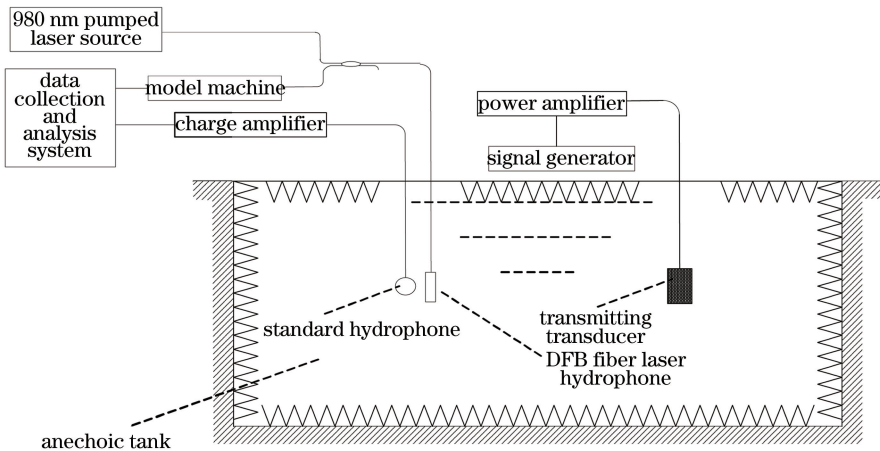 980 nm pumped
laser source
data
collection
and
analysis
system
model machine
charge amplifier
power amplifier
signal generator
standard hydrophone
transmitting
transducer
DFB fiber laser
hydrophone
anechoic tank